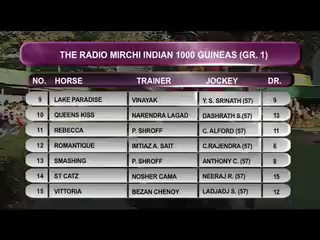 THE RADIO MIRCHI INDIAN 1000 GUINEAS (GR. 1)
NO. HORSE TRAINER JOCKEY DR.
9 LAKE PARADISE VINAYAK Y. S. SRINATH (57) 9
10 QUEENS KISS NARENDRA LAGAD DASHRATH S. (57) 13
11 REBECCA P. SHROFF C. ALFORD (57) 11
12 ROMANTIQUE IMTIAZ A. SAIT C.RAJENDRA (57) 6
13 SMASHING P. SHROFF ANTHONY C. (57) 8
14 ST CATZ NOSHER CAMA NEERAJ R. (57) 15
15 VITTORIA BEZAN CHENOY LADJADJ S. (57) 12